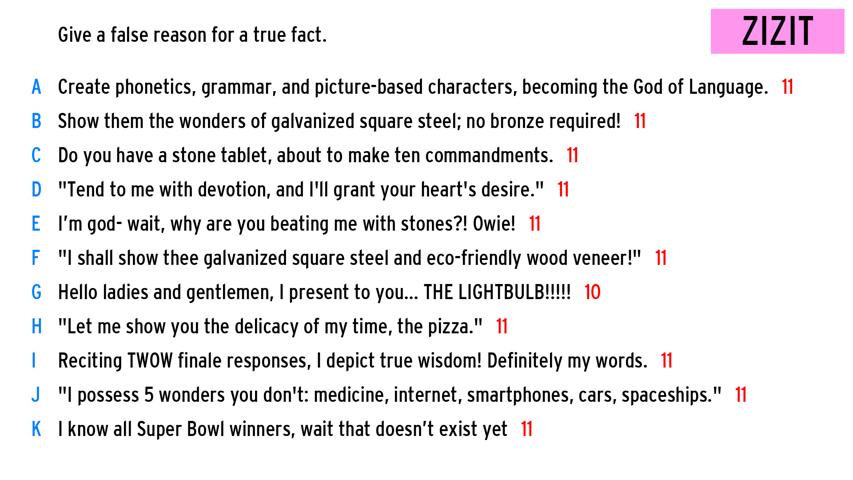 Give a false reason for a true fact.
ZIZIT
A Create phonetics, grammar, and picture-based characters, becoming the God of Language. 11
B Show them the wonders of galvanized square steel; no bronze required! 11
C Do you have a stone tablet, about to make ten commandments. 11
D "Tend to me with devotion, and I'll grant your heart's desire." 11
E I’m god- wait, why are you beating me with stones?! Owie! 11
F "I shall show thee galvanized square steel and eco-friendly wood veneer!" 11
G Hello ladies and gentlemen, I present to you... THE LIGHTBULB!!!!! 10
H "Let me show you the delicacy of my time, the pizza." 11
I Reciting TWOW finale responses, I depict true wisdom! Definitely my words. 11
J "I possess 5 wonders you don't: medicine, internet, smartphones, cars, spaceships." 11
K I know all Super Bowl winners, wait that doesn’t exist yet 11